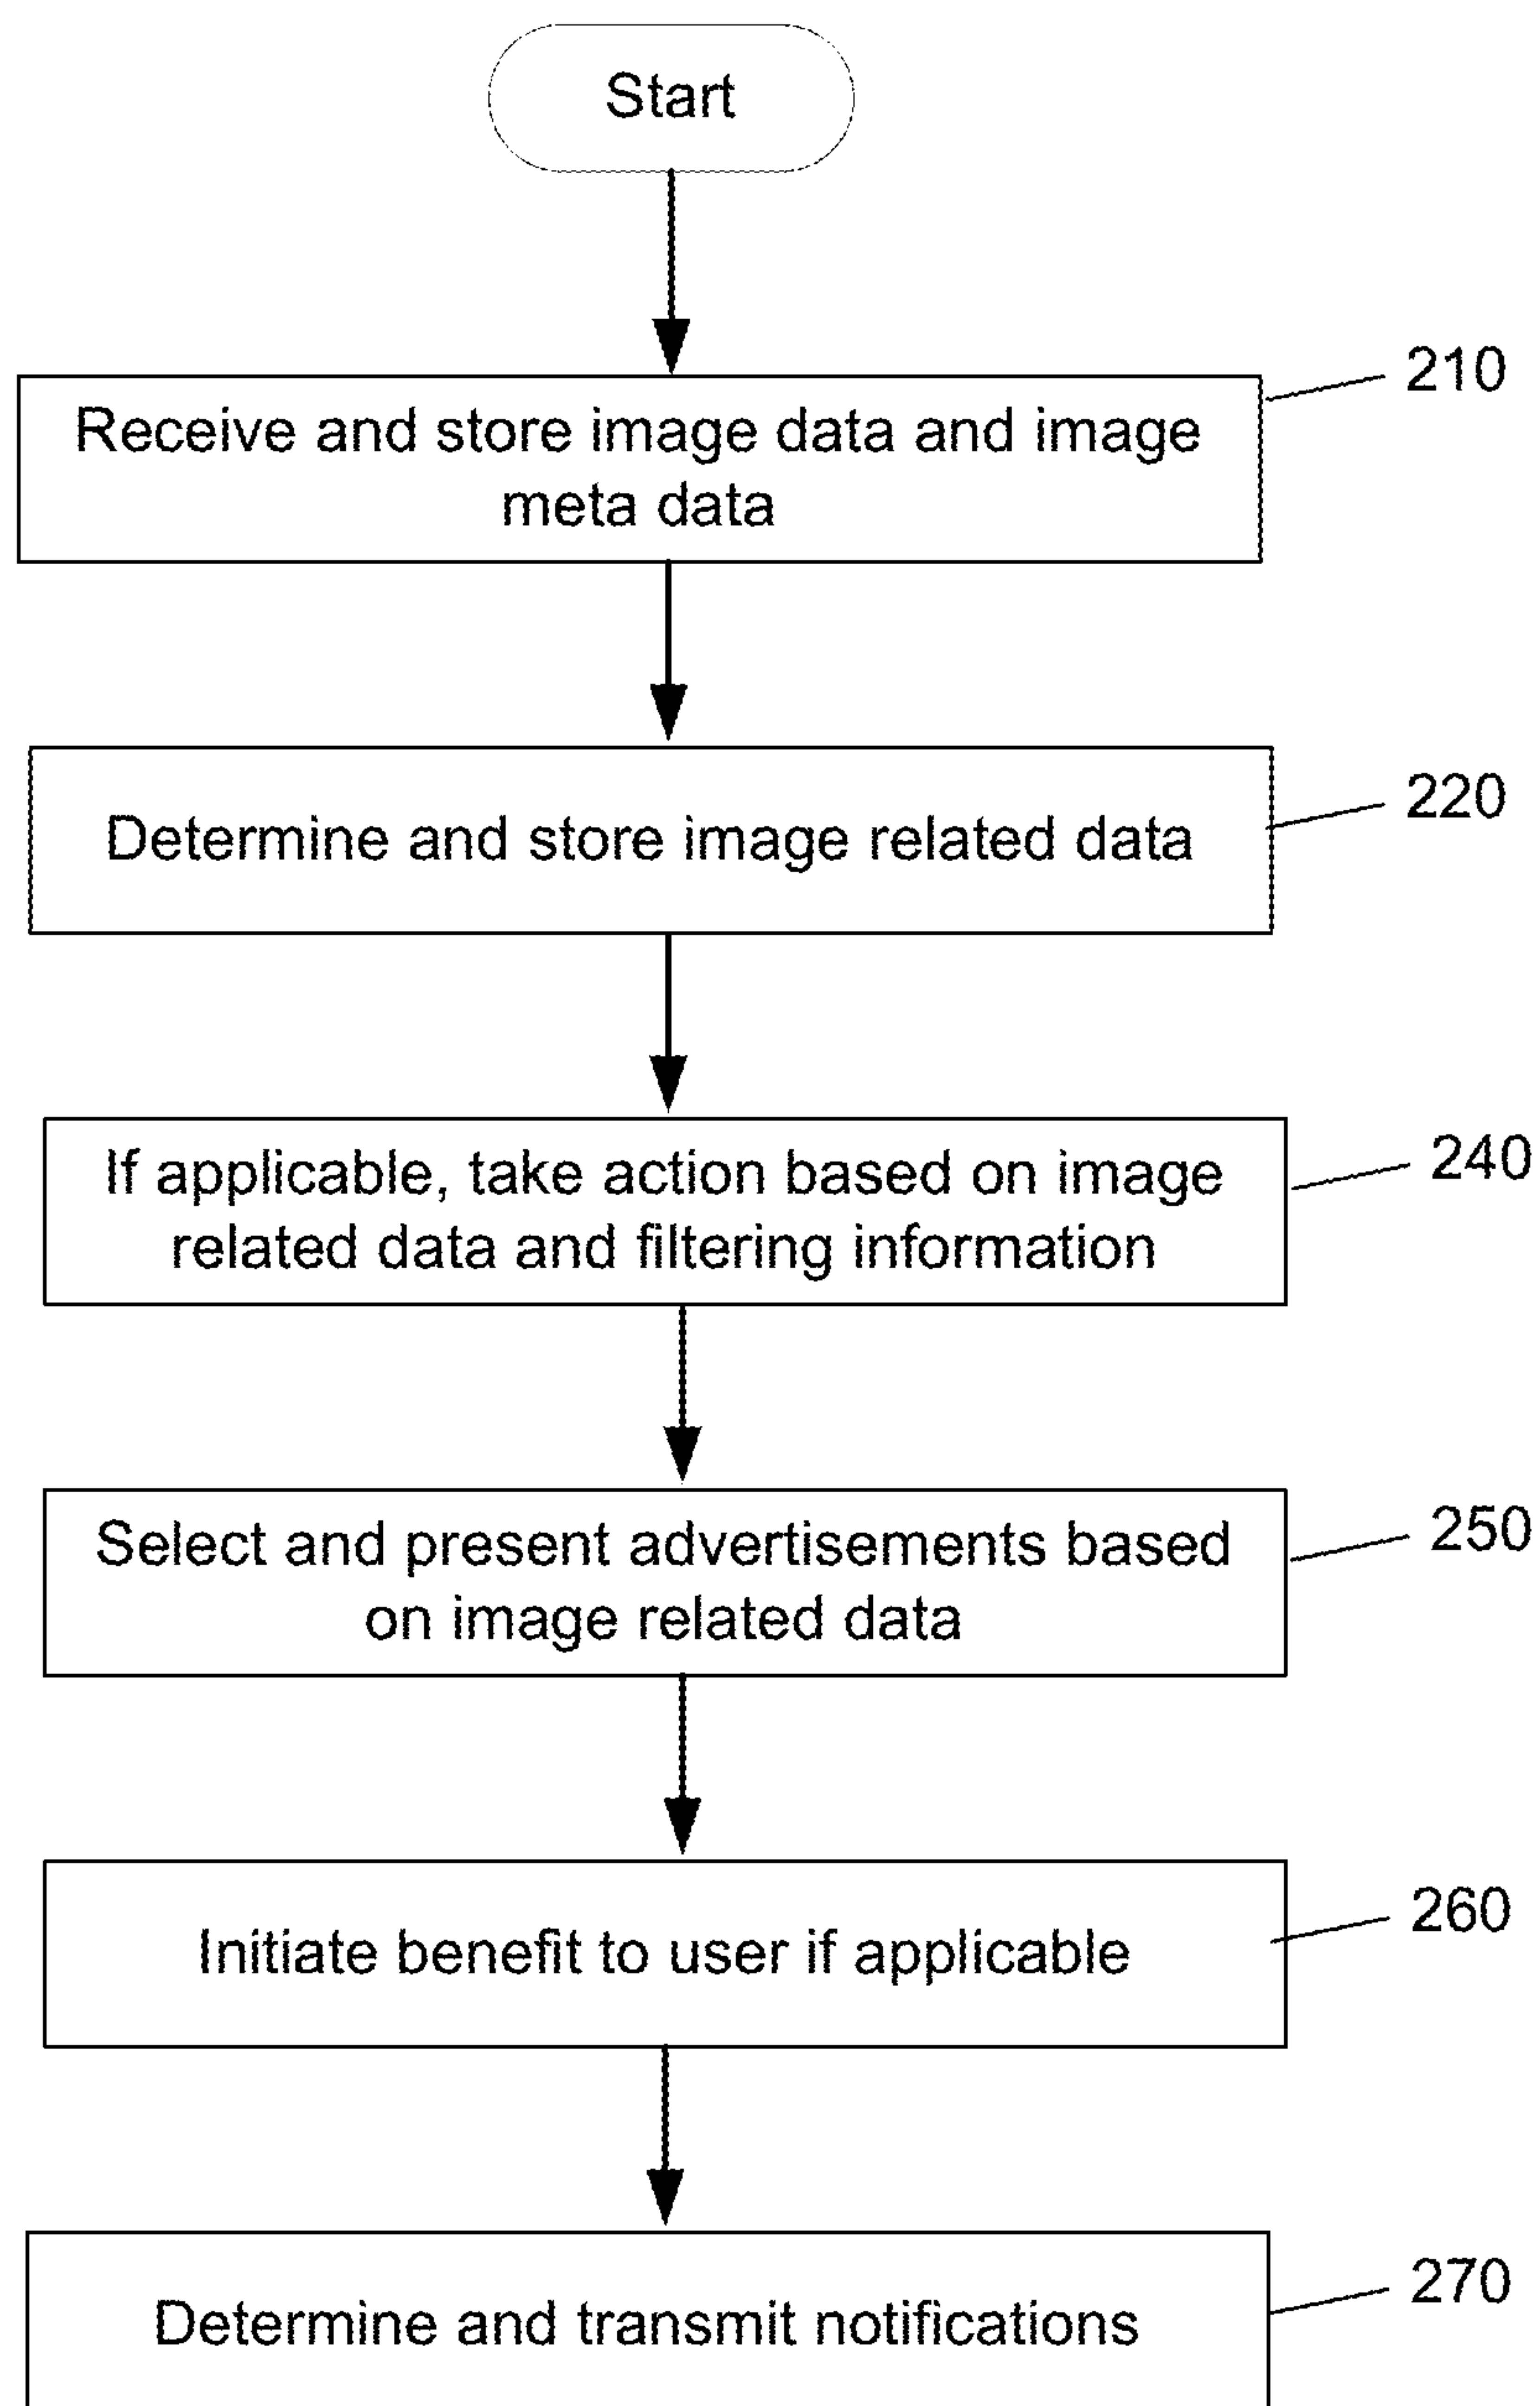 Start
210
Receive and store image data and image
meta data
220
Determine and store image related data
240
If applicable, take action based on image
related data and filtering information
250
Select and present advertisements based
on image related data
260
Initiate benefit to user if applicable
270
Determine and transmit notifications